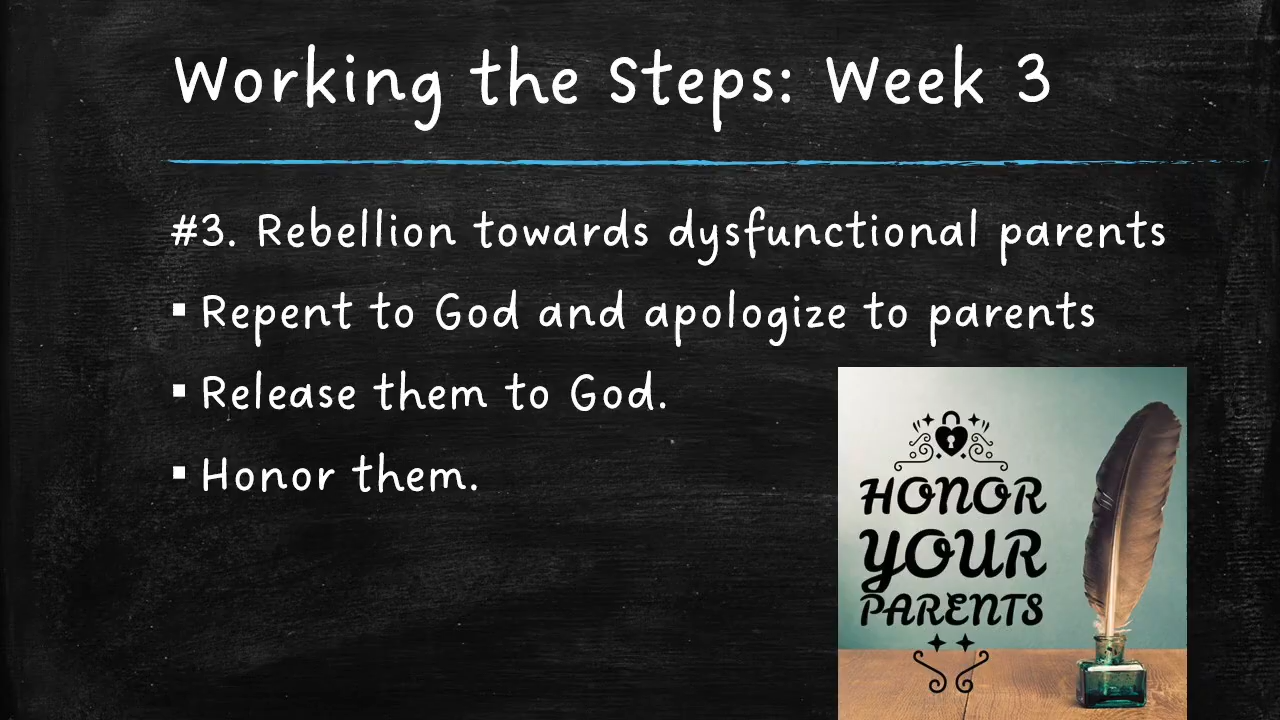 Working the Steps: Week 3
#3. Rebellion towards dysfunctional parents
▪ Repent to God and apologize to parents
▪ Release them to God.
▪ Honor them.
HONOR
YOUR
PARENTS